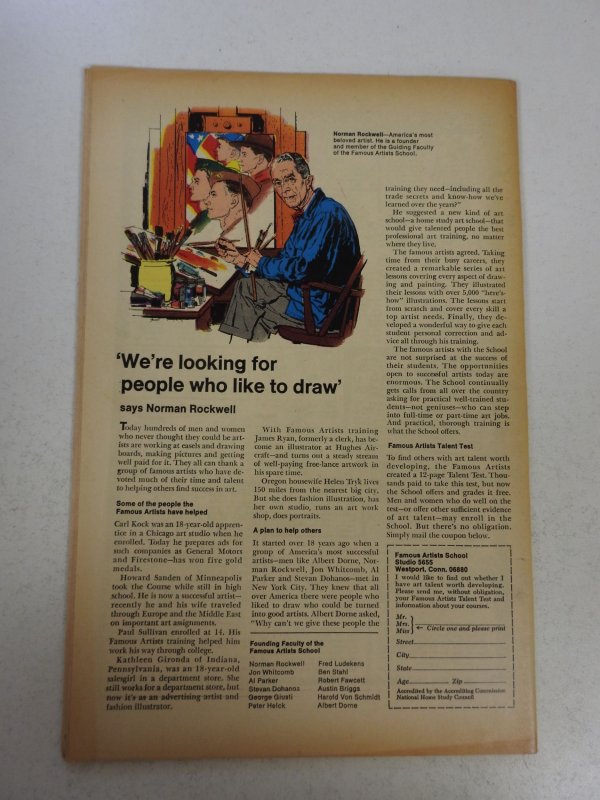 Norman Rockwell—America's most
beloved artist. He is a founder
and member of the Guiding Faculty
of the Famous Artists School.
'We're looking for
people who like to draw'
says Norman Rockwell
Today hundreds of men and women
who never thought they could be art-
ists are working at easels and drawing
boards, making pictures and getting
well paid for it. They all can thank a
group of famous artists who have de-
voted much of their time and talent
to helping others find success in art.
Some of the people the
Famous Artists have helped
Carl Kock was an 18-year-old appren-
tice in a Chicago art studio when he
enrolled. Today he prepares ads for
such companies as General Motors
and Firestone—has won five gold
medals.
Howard Sanden of Minneapolis
took the Course while still in high
school. He is now a successful artist—
recently he and his wife traveled
through Europe and the Middle East
on important art assignments.
Paul Sullivan enrolled at 14. His
Famous Artists training helped him
work his way through college.
Kathleen Gironda of Indiana,
Pennsylvania, was an 18-year-old
salesgirl in a department store. She
still works for a department store, but
now it's as an advertising artist and
fashion illustrator.
With Famous Artists training
James Ryan, formerly a clerk, has be-
come an illustrator at Hughes Air-
craft—and turns out a steady stream
of well-paying free-lance artwork in
his spare time.
Oregon housewife Helen Tryk lives
150 miles from the nearest big city.
But she does fashion illustration, has
her own studio, runs an art work
shop, does portraits.
A plan to help others
It started over 18 years ago when a
group of America's most successful
artists—men like Albert Dorne, Nor-
man Rockwell, Jon Whitcomb, Al
Parker and Stevan Dohanos—met in
New York City. They knew that all
over America there were people who
liked to draw who could be turned
into good artists. Albert Dorne asked,
"Why can't we give these people the
Founding Faculty of the
Famous Artists School
Norman Rockwell
Jon Whitcomb
Al Parker
Stevan Dohanos
George Giusti
Peter Helck
Fred Ludekens
Ben Stahl
Robert Fawcett
Austin Briggs
Harold Von Schmidt
Albert Dorne
training they need—including all the
trade secrets and know-how we've
learned over the years?"
He suggested a new kind of art
school—a home study art school—that
would give talented people the best
professional art training, no matter
where they live.
The famous artists agreed. Taking
time from their busy careers, they
created a remarkable series of art
lessons covering every aspect of draw-
ing and painting. They illustrated
their lessons with over 5,000 "here's-
how" illustrations. The lessons start
from scratch and cover every skill a
top artist needs. Finally, they de-
veloped a wonderful way to give each
student personal correction and ad-
vice all through his training.
The famous artists with the School
are not surprised at the success of
their students. The opportunities
open to successful artists today are
enormous. The School continually
gets calls from all over the country
asking for practical well-trained stu-
dents—not geniuses—who can step
into full-time or part-time art jobs.
And practical, thorough training is
what the School offers.
Famous Artists Talent Test
To find others with art talent worth
developing, the Famous Artists
created a 12-page Talent Test. Thou-
sands paid to take this test, but now
the School offers and grades it free.
Men and women who do well on the
test—or offer other sufficient evidence
of art talent—may enroll in the
School. But there's no obligation.
Simply mail the coupon below.
Famous Artists School
Studio 5655
Westport, Conn. 06880
I would like to find out whether I
have art talent worth developing.
Please send me, without obligation,
your Famous Artists Talent Test and
information about your courses.
Mr.
Mrs. Circle one and please print
Miss
Street
City
State
Age Zip
Accredited by the Accrediting Commission
National Home Study Council